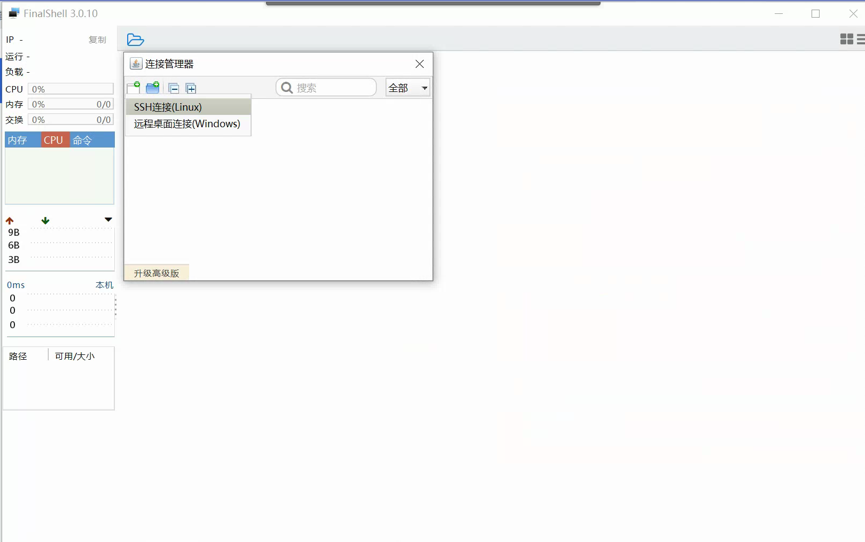 FinalShell 3.0.10
IP -
复制
运行 -
负载 -
CPU 0%
内存 0% 0/0
交换 0% 0/0
内存 CPU 命令
9B
6B
3B
0ms 本机
0
0
0
路径 可用/大小
连接管理器
搜索
全部
SSH连接(Linux)
远程桌面连接(Windows)
升级高级版